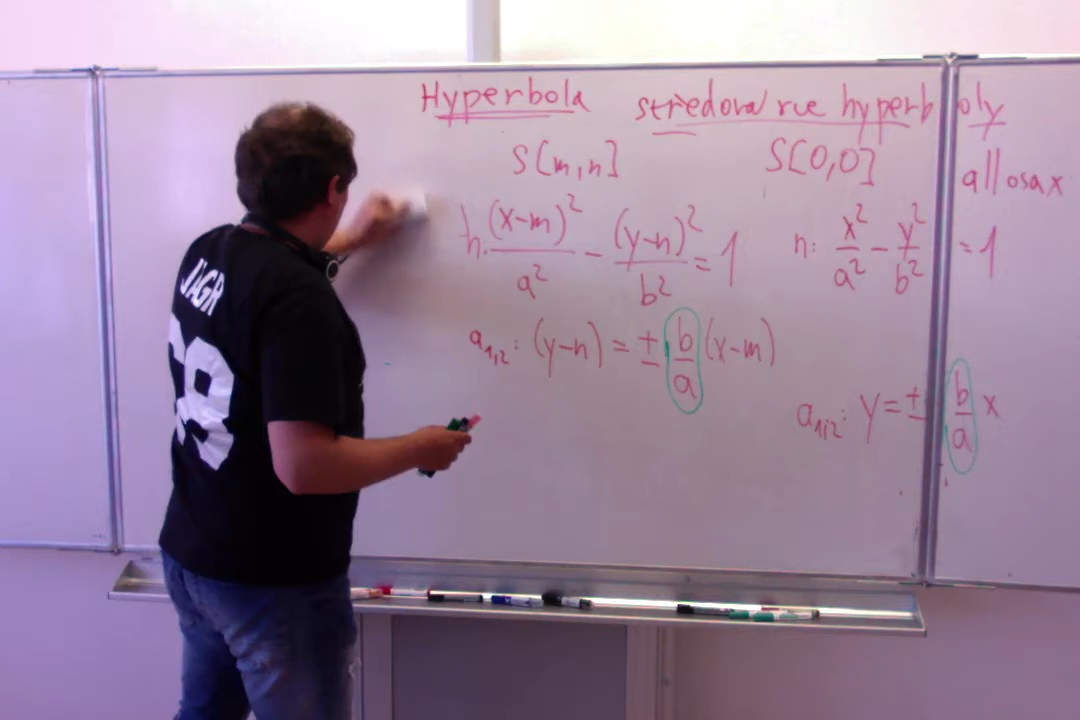 Hyperbola
středová rce hyperboly
S[m,n]
S[0,0]
a||osa x
h: (x-m)²/a² - (y-n)²/b² = 1
h: x²/a² - y²/b² = 1
a₁,₂: (y-n) = ± b/a (x-m)
a₁,₂: y = ± b/a x
JAGR
68